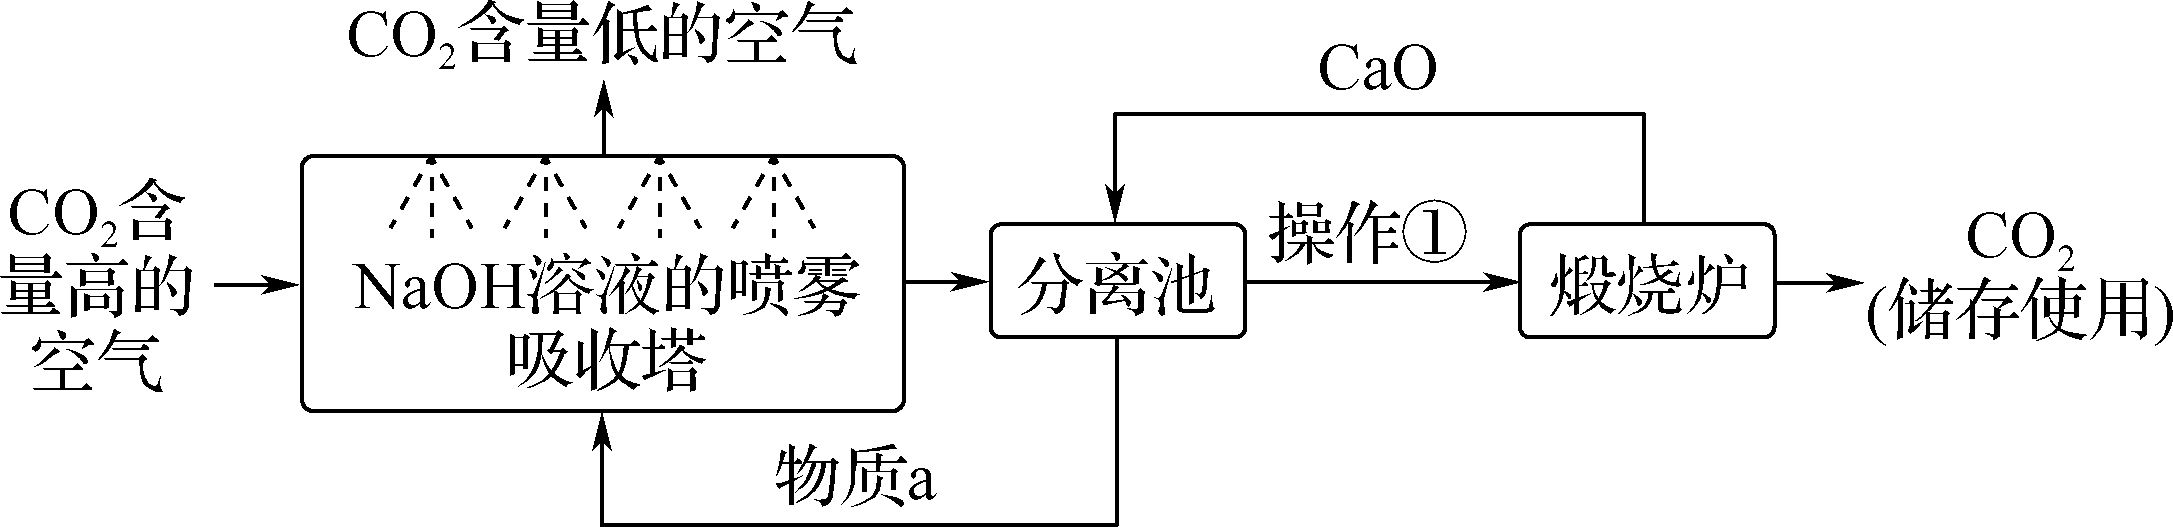 CO₂含量低的空气
CaO
CO₂含
量高的
空气
NaOH溶液的喷雾
吸收塔
分离池
操作①
煅烧炉
CO₂
(储存使用)
物质a